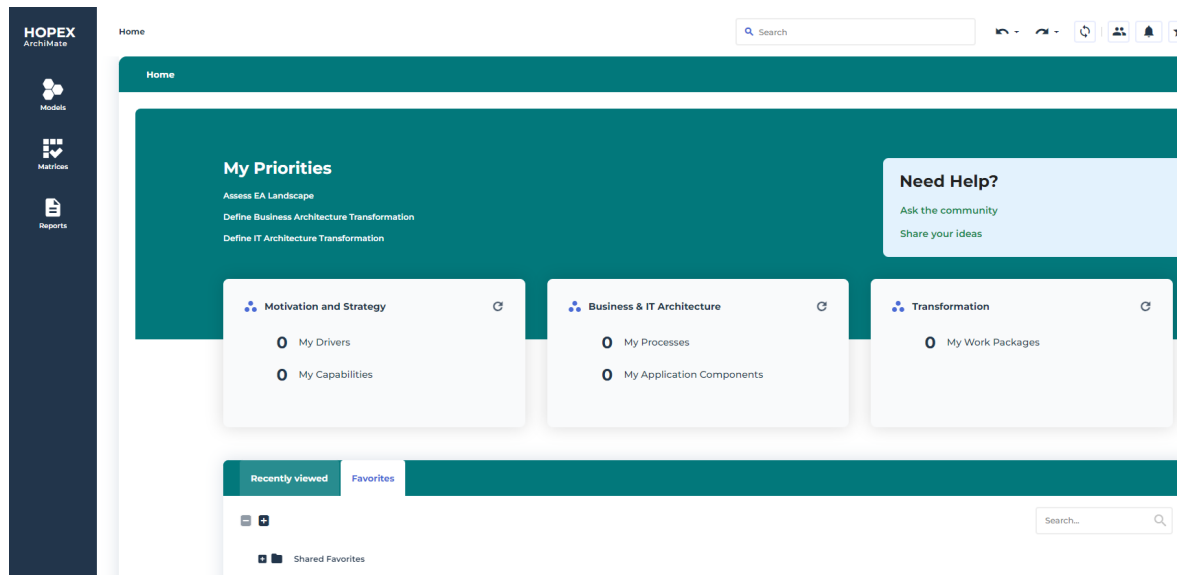 HOPEX
ArchiMate
Models
Matrices
Reports
Home
Search
Home
My Priorities
Assess EA Landscape
Define Business Architecture Transformation
Define IT Architecture Transformation
Need Help?
Ask the community
Share your ideas
Motivation and Strategy
0 My Drivers
0 My Capabilities
Business & IT Architecture
0 My Processes
0 My Application Components
Transformation
0 My Work Packages
Recently viewed
Favorites
Search...
Shared Favorites